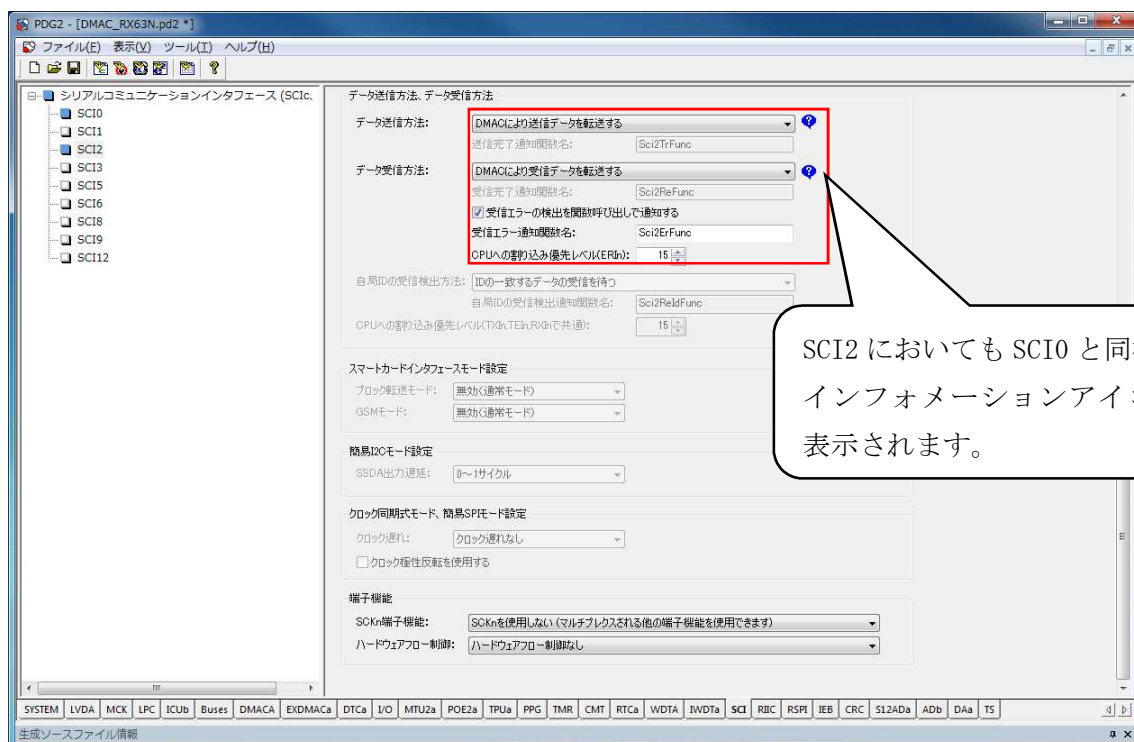 PDG2 - [DMAC_RX63N.pd2 *]
ファイル(F) 表示(V) ツール(T) ヘルプ(H)
シリアルコミュニケーションインタフェース (SCIc,
SCI0
SCI1
SCI2
SCI3
SCI5
SCI6
SCI8
SCI9
SCI12
データ送信方法、データ受信方法
データ送信方法: DMACにより送信データを転送する
送信完了通知関数名: Sci2TrFunc
データ受信方法: DMACにより受信データを転送する
受信完了通知関数名: Sci2ReFunc
受信エラーの検出を関数呼び出しで通知する
受信エラー通知関数名: Sci2ErFunc
CPUへの割り込み優先レベル(ERIn): 15
自局IDの受信検出方法: IDの一致するデータの受信を待つ
自局IDの受信検出通知関数名: Sci2ReIdFunc
CPUへの割り込み優先レベル(TXIn,TEIn,RXInで共通): 15
スマートカードインタフェースモード設定
ブロック転送モード: 無効(通常モード)
GSMモード: 無効(通常モード)
簡易I2Cモード設定
SSDA出力遅延: 0～1サイクル
クロック同期式モード、簡易SPIモード設定
クロック遅れ: クロック遅れなし
クロック極性反転を使用する
端子機能
SCKn端子機能: SCKnを使用しない (マルチプレクスされる他の端子機能を使用できます)
ハードウェアフロー制御: ハードウェアフロー制御なし
SCI2 においても SCI0 と同
インフォメーションアイ
表示されます。
SYSTEM LVDA MCK LPC ICUb Buses DMACA EXDMACa DTCa I/O MTU2a POE2a TPUa PPG TMR CMT RTCa WDTA IWDTa SCI RIIC RSPI IEB CRC S12ADa ADb DAa TS
生成ソースファイル情報